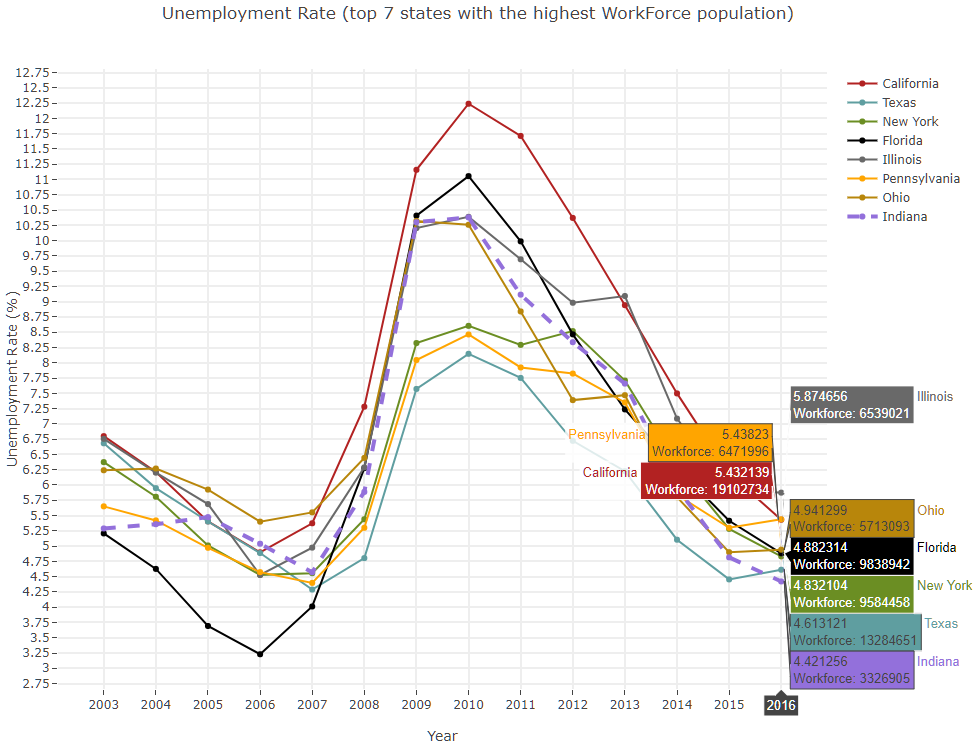 Unemployment Rate (top 7 states with the highest WorkForce population)
12.75
12.5
12.25
12
11.75
11.5
11.25
11
10.75
10.5
10.25
10
9.75
9.5
9.25
9
8.75
8.5
8.25
8
7.75
7.5
7.25
7
6.75
6.5
6.25
6
5.75
5.5
5.25
5
4.75
4.5
4.25
4
3.75
3.5
3.25
3
2.75
Unemployment Rate (%)
California
Texas
New York
Florida
Illinois
Pennsylvania
Ohio
Indiana
5.874656
Workforce: 6539021
Illinois
Pennsylvania
5.43823
Workforce: 6471996
California
5.432139
Workforce: 19102734
4.941299
Workforce: 5713093
Ohio
4.882314
Workforce: 9838942
Florida
4.832104
Workforce: 9584458
New York
4.613121
Workforce: 13284651
Texas
4.421256
Workforce: 3326905
Indiana
2003 2004 2005 2006 2007 2008 2009 2010 2011 2012 2013 2014 2015 2016
Year